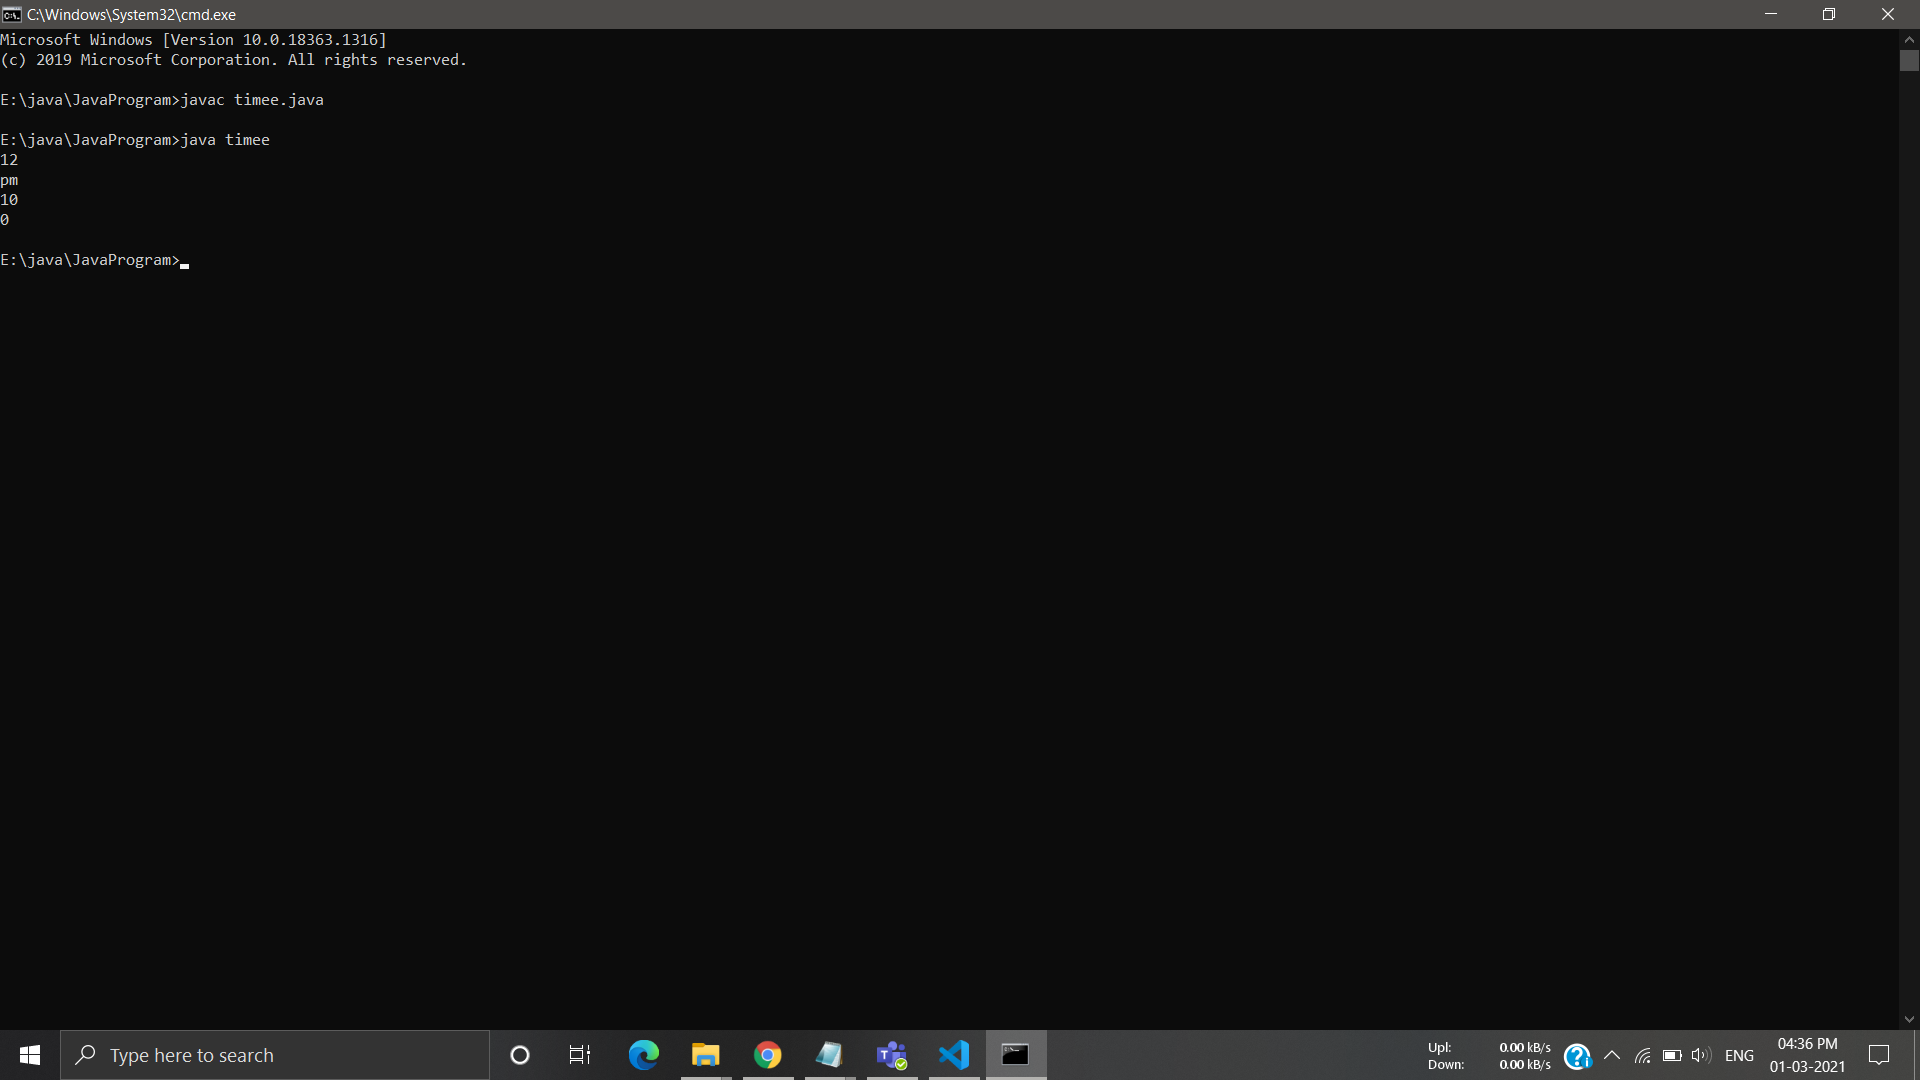 C:\Windows\System32\cmd.exe
Microsoft Windows [Version 10.0.18363.1316]
(c) 2019 Microsoft Corporation. All rights reserved.
E:\java\JavaProgram>javac timee.java
E:\java\JavaProgram>java timee
12
pm
10
0
E:\java\JavaProgram>
Type here to search
Upl: 0.00 kB/s
Down: 0.00 kB/s
ENG
04:36 PM
01-03-2021